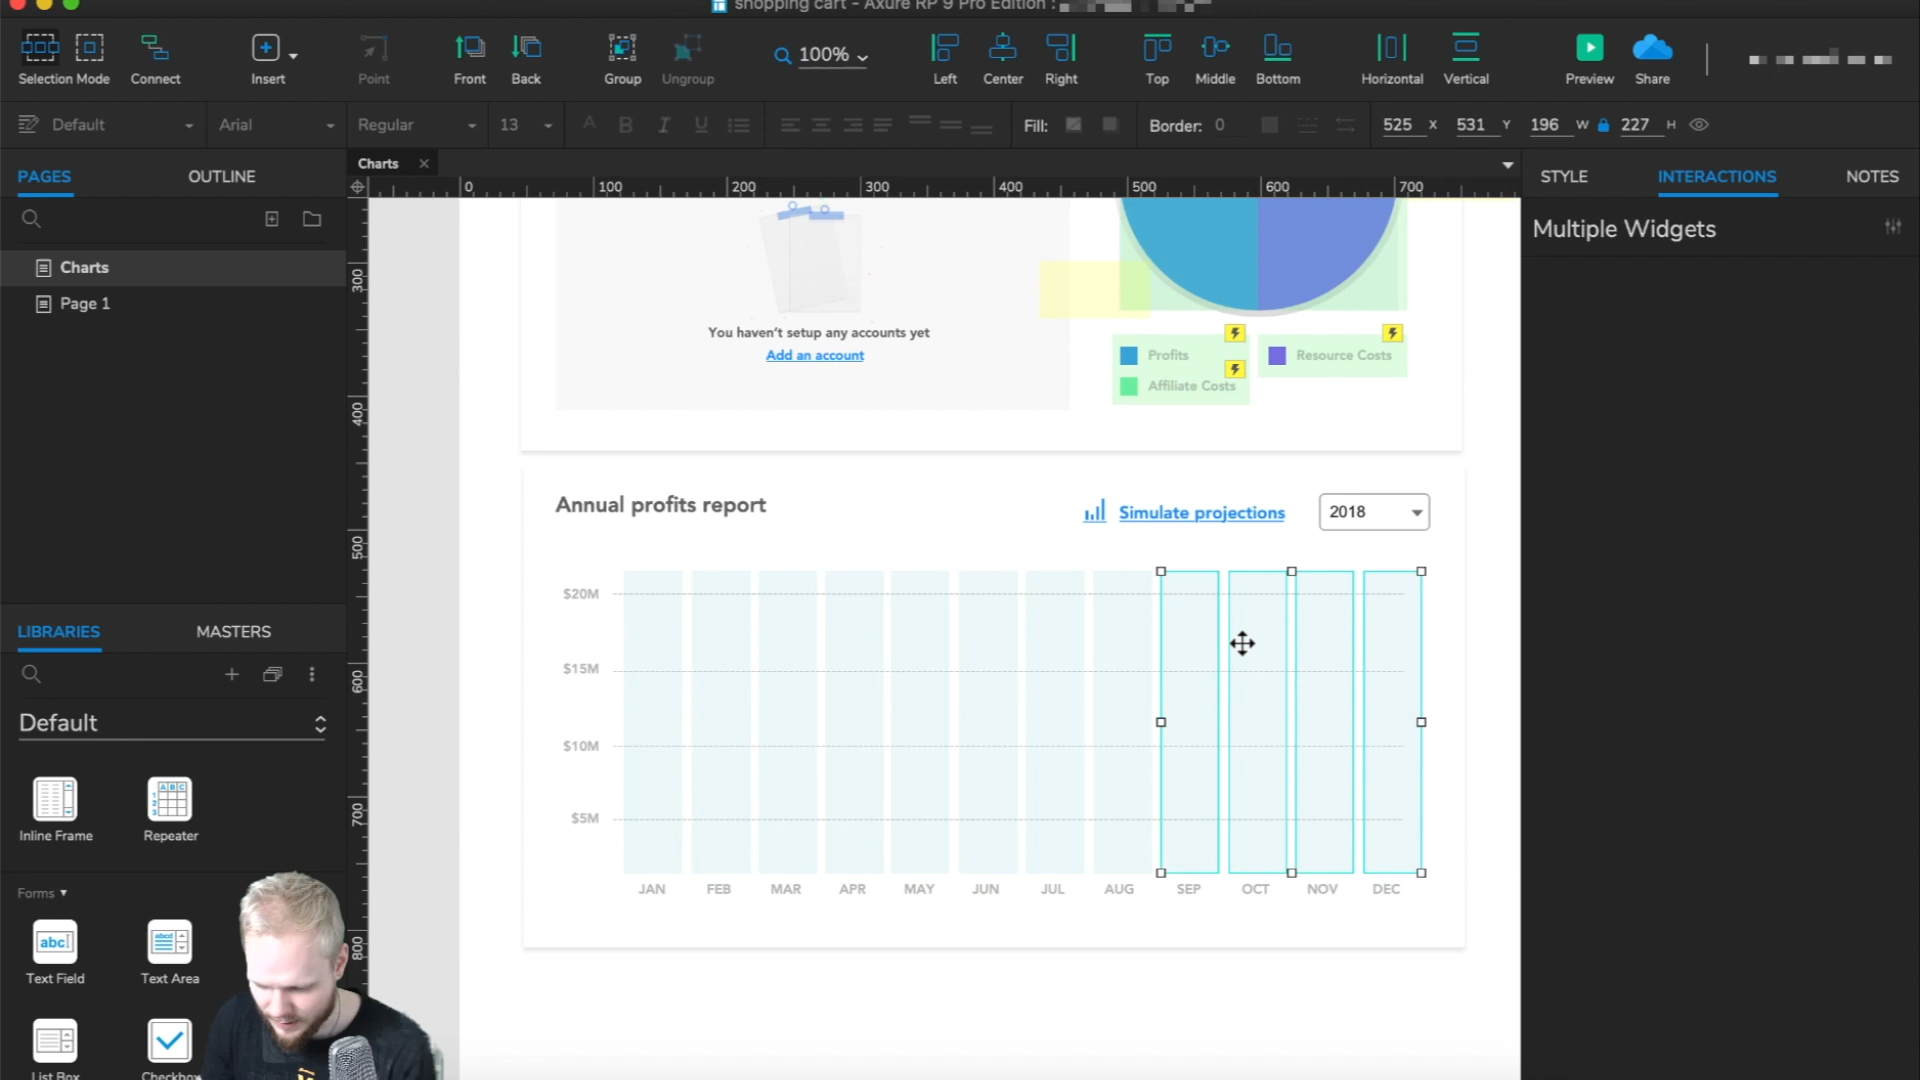 shopping cart - Axure RP 9 Pro Edition :
Selection Mode Connect Insert Point Front Back Group Ungroup 100% Left Center Right Top Middle Bottom Horizontal Vertical Preview Share
Default Arial Regular 13 Fill: Border: 0 525 X 531 Y 196 W 227 H
PAGES OUTLINE
Charts
Page 1
LIBRARIES MASTERS
Default
Inline Frame Repeater
Forms
Text Field Text Area
List Box Checkbox
Charts
0 100 200 300 400 500 600 700
300
400
500
600
700
800
You haven't setup any accounts yet
Add an account
Profits Resource Costs
Affiliate Costs
Annual profits report Simulate projections 2018
$20M
$15M
$10M
$5M
JAN FEB MAR APR MAY JUN JUL AUG SEP OCT NOV DEC
STYLE INTERACTIONS NOTES
Multiple Widgets